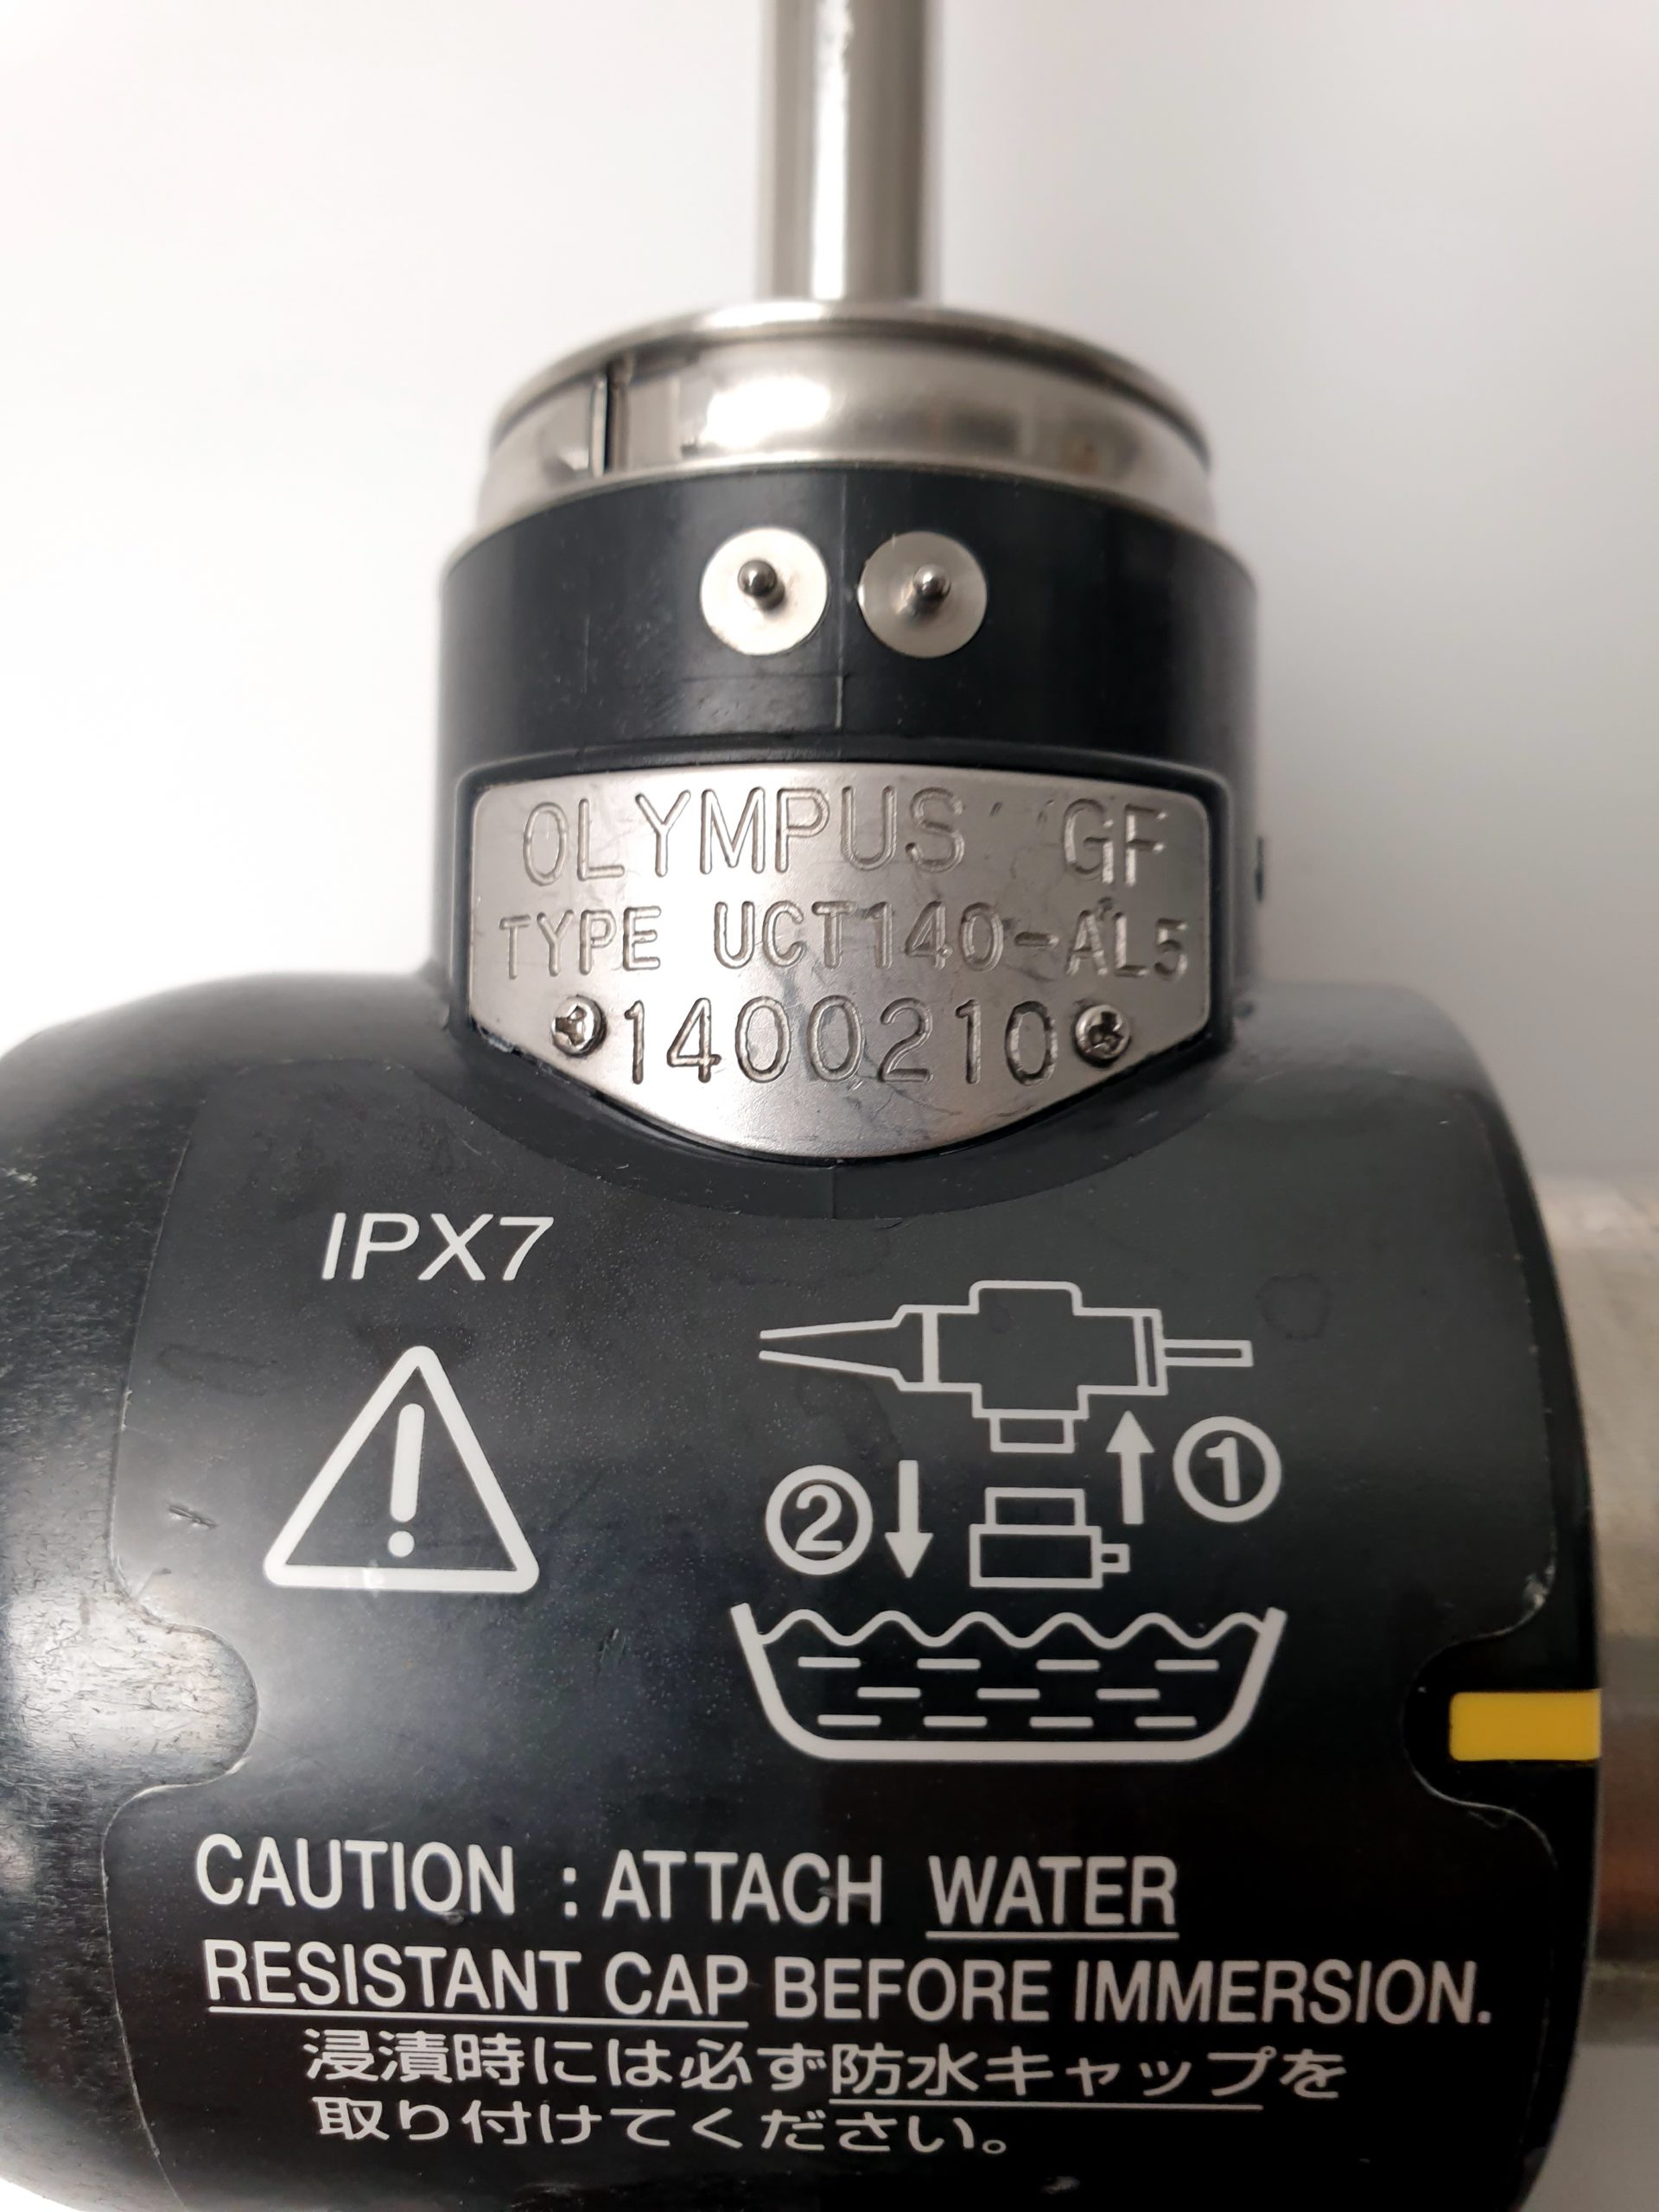 OLYMPUS GF
TYPE UCT140-AL5
1400210
IPX7
①
②
CAUTION : ATTACH WATER
RESISTANT CAP BEFORE IMMERSION.
浸漬時には必ず防水キャップを
取り付けてください。